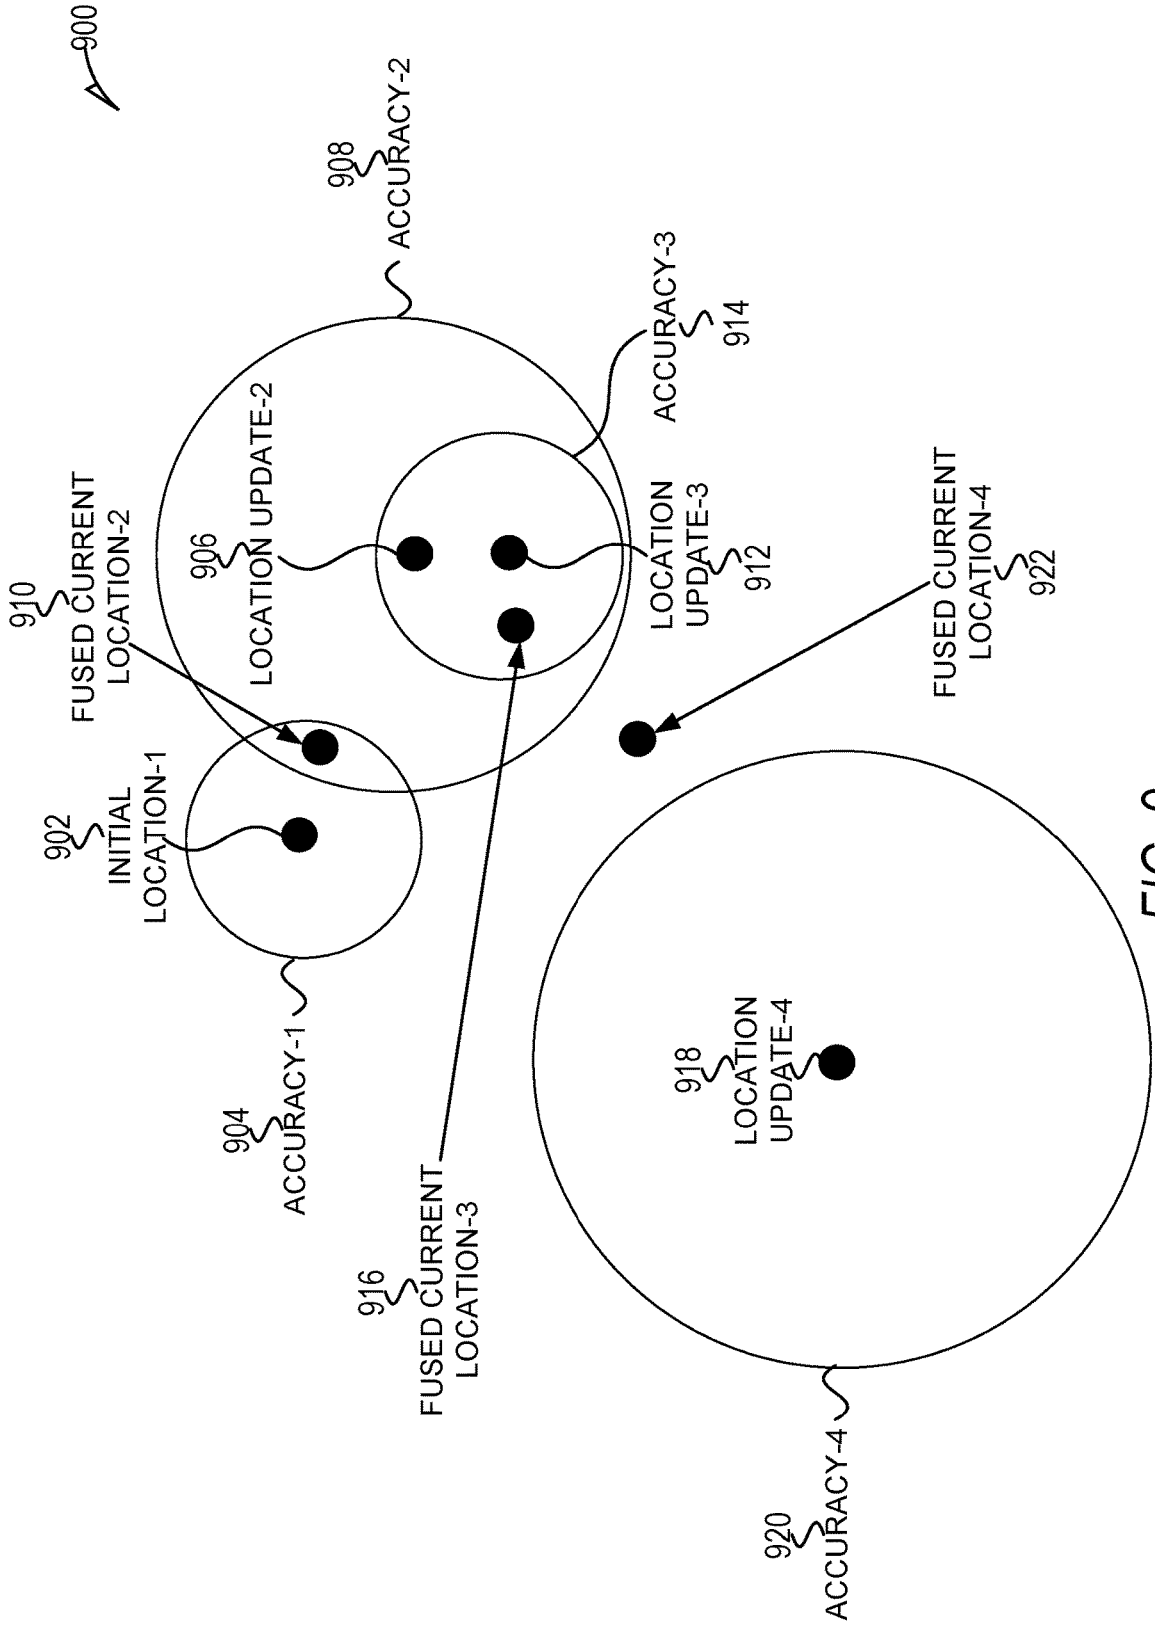 900
910
FUSED CURRENT
LOCATION-2
902
INITIAL
LOCATION-1
906
LOCATION UPDATE-2
908
ACCURACY-2
904
ACCURACY-1
ACCURACY-3
914
LOCATION
UPDATE-3
912
916
FUSED CURRENT
LOCATION-3
918
LOCATION
UPDATE-4
FUSED CURRENT
LOCATION-4
922
920
ACCURACY-4